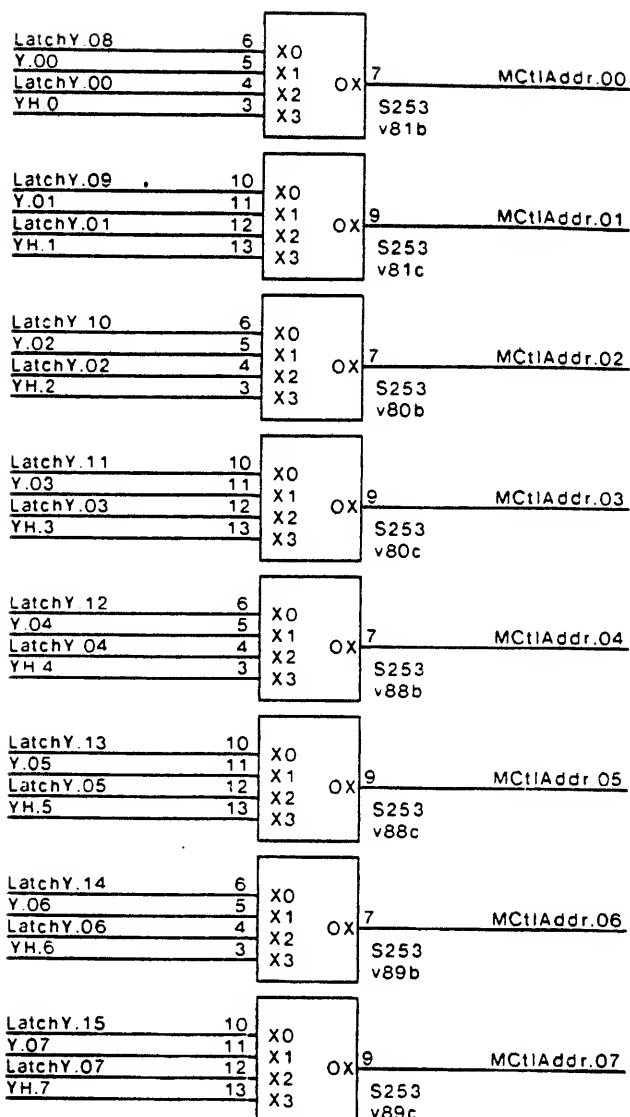 LatchY.08 6 X0
Y.00 5 X1 OX 7 MCtlAddr.00
LatchY.00 4 X2
YH.0 3 X3 S253
v81b
LatchY.09 10 X0
Y.01 11 X1 OX 9 MCtlAddr.01
LatchY.01 12 X2
YH.1 13 X3 S253
v81c
LatchY.10 6 X0
Y.02 5 X1 OX 7 MCtlAddr.02
LatchY.02 4 X2
YH.2 3 X3 S253
v80b
LatchY.11 10 X0
Y.03 11 X1 OX 9 MCtlAddr.03
LatchY.03 12 X2
YH.3 13 X3 S253
v80c
LatchY.12 6 X0
Y.04 5 X1 OX 7 MCtlAddr.04
LatchY.04 4 X2
YH.4 3 X3 S253
v88b
LatchY.13 10 X0
Y.05 11 X1 OX 9 MCtlAddr.05
LatchY.05 12 X2
YH.5 13 X3 S253
v88c
LatchY.14 6 X0
Y.06 5 X1 OX 7 MCtlAddr.06
LatchY.06 4 X2
YH.6 3 X3 S253
v89b
LatchY.15 10 X0
Y.07 11 X1 OX 9 MCtlAddr.07
LatchY.07 12 X2
YH.7 13 X3 S253
v89c